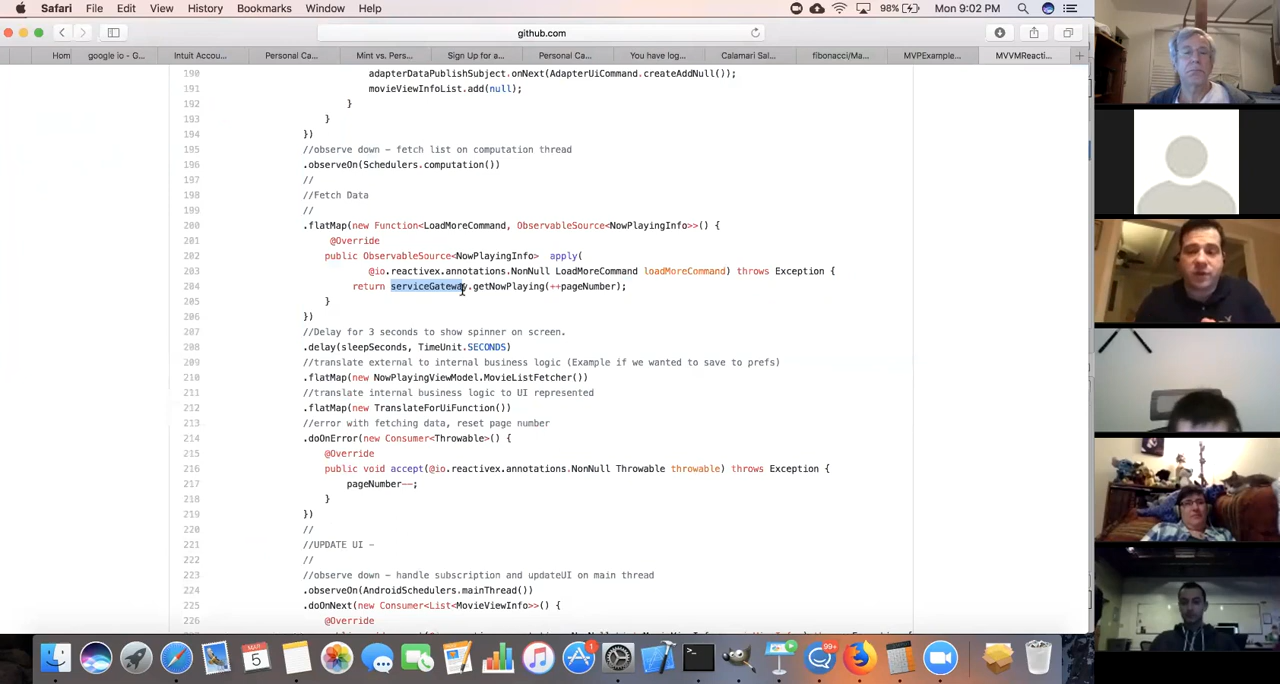 Safari File Edit View History Bookmarks Window Help 98% Mon 9:02 PM
github.com
Hom google io - G... Intuit Accou... Personal Ca... Mint vs. Pers... Sign Up for a... Personal Ca... You have log... Calamari Sal... fibonacci/Ma... MVPExample... MVVMReacti...
190 adapterDataPublishSubject.onNext(AdapterUiCommand.createAddNull());
191 movieViewInfoList.add(null);
192 }
193 }
194 })
195 //observe down - fetch list on computation thread
196 .observeOn(Schedulers.computation())
197 //
198 //Fetch Data
199 //
200 .flatMap(new Function<LoadMoreCommand, ObservableSource<NowPlayingInfo>>() {
201 @Override
202 public ObservableSource<NowPlayingInfo> apply(
203 @io.reactivex.annotations.NonNull LoadMoreCommand loadMoreCommand) throws Exception {
204 return serviceGateway.getNowPlaying(++pageNumber);
205 }
206 })
207 //Delay for 3 seconds to show spinner on screen.
208 .delay(sleepSeconds, TimeUnit.SECONDS)
209 //translate external to internal business logic (Example if we wanted to save to prefs)
210 .flatMap(new NowPlayingViewModel.MovieListFetcher())
211 //translate internal business logic to UI represented
212 .flatMap(new TranslateForUiFunction())
213 //error with fetching data, reset page number
214 .doOnError(new Consumer<Throwable>() {
215 @Override
216 public void accept(@io.reactivex.annotations.NonNull Throwable throwable) throws Exception {
217 pageNumber--;
218 }
219 })
220 //
221 //UPDATE UI -
222 //
223 //observe down - handle subscription and updateUI on main thread
224 .observeOn(AndroidSchedulers.mainThread())
225 .doOnNext(new Consumer<List<MovieViewInfo>>() {
226 @Override
MAR
5
1
99+